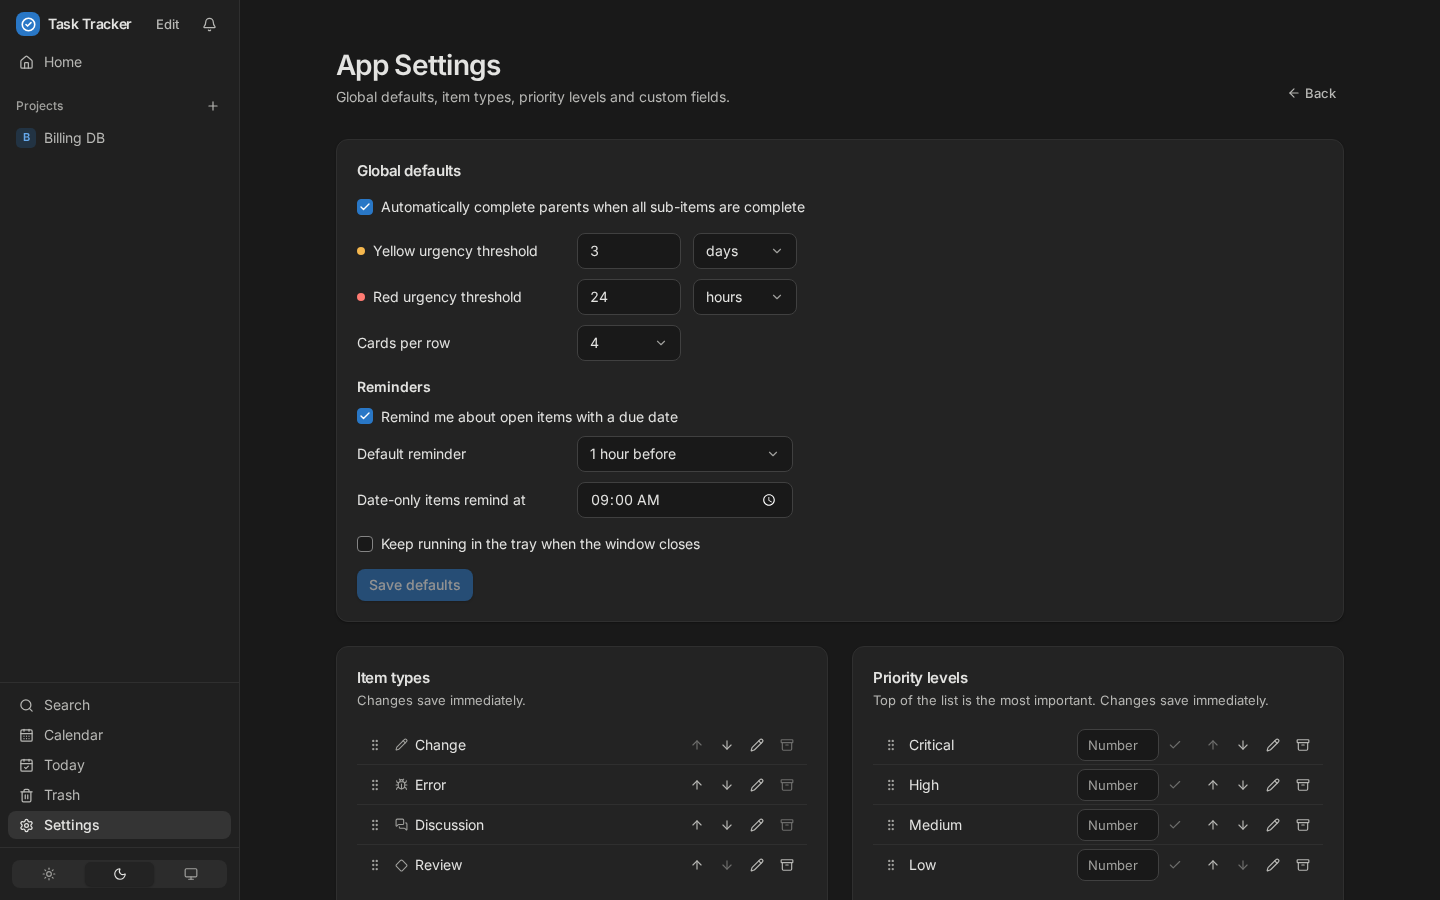 Task Tracker
Edit
Home
Projects
B
Billing DB
Search
Calendar
Today
Trash
Settings
App Settings
Global defaults, item types, priority levels and custom fields.
Back
Global defaults
Automatically complete parents when all sub-items are complete
Yellow urgency threshold 3 days
Red urgency threshold 24 hours
Cards per row 4
Reminders
Remind me about open items with a due date
Default reminder 1 hour before
Date-only items remind at 09:00 AM
Keep running in the tray when the window closes
Save defaults
Item types
Changes save immediately.
Change
Error
Discussion
Review
Priority levels
Top of the list is the most important. Changes save immediately.
Critical Number
High Number
Medium Number
Low Number